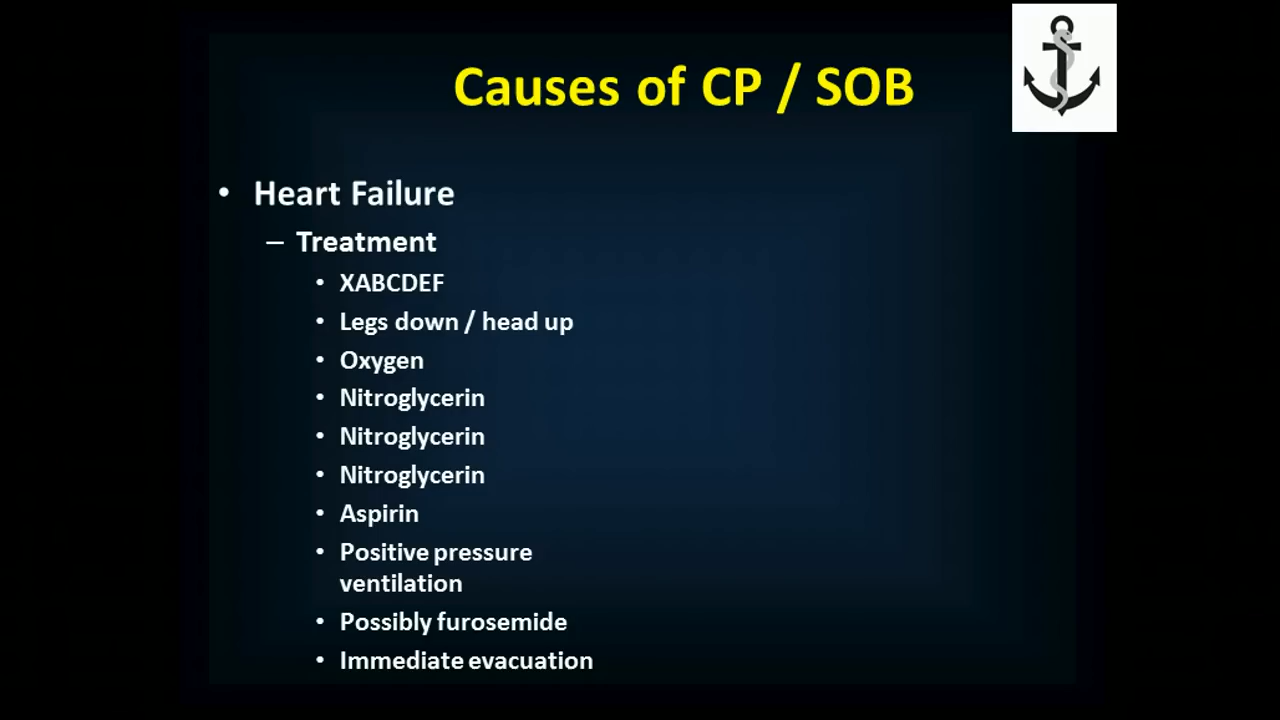 Causes of CP / SOB
• Heart Failure
– Treatment
• XABCDEF
• Legs down / head up
• Oxygen
• Nitroglycerin
• Nitroglycerin
• Nitroglycerin
• Aspirin
• Positive pressure
ventilation
• Possibly furosemide
• Immediate evacuation